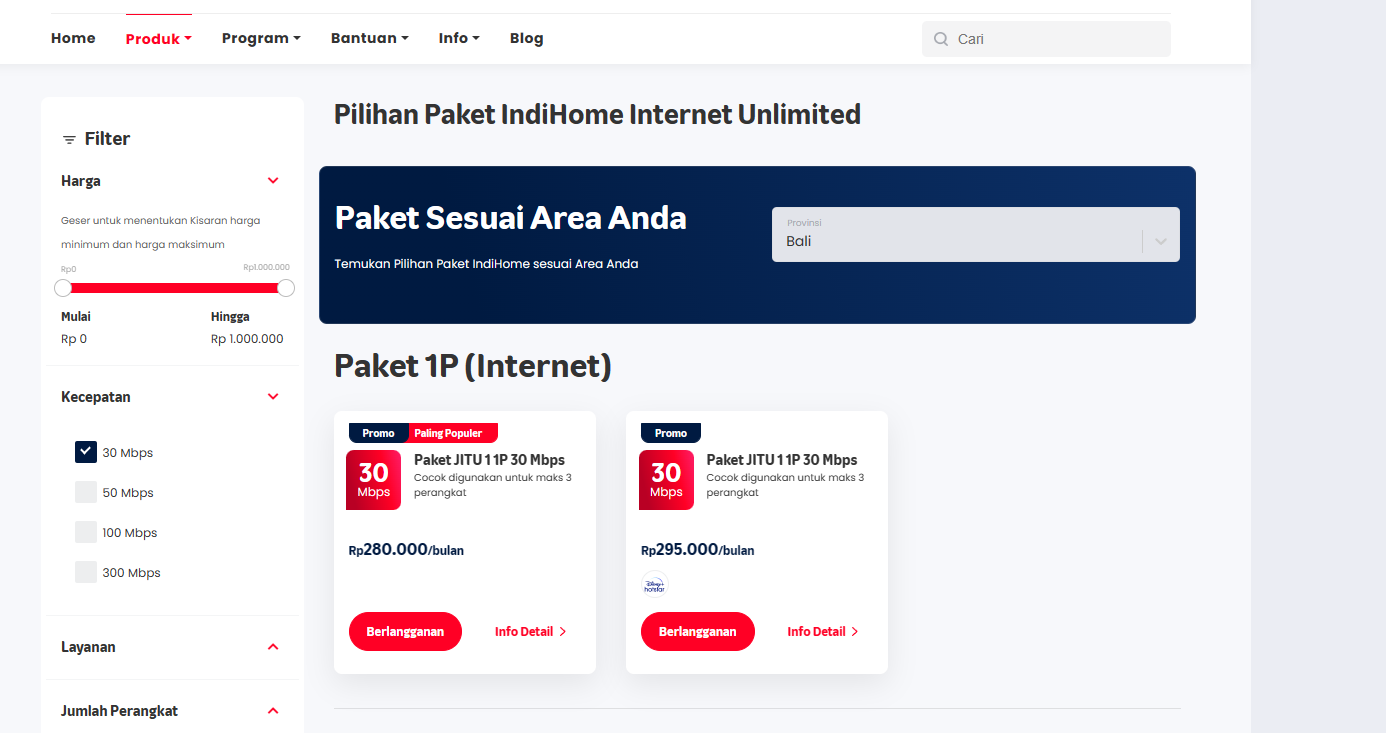 Home Produk Program Bantuan Info Blog Cari
Filter
Harga
Geser untuk menentukan Kisaran harga
minimum dan harga maksimum
Rp0 Rp1.000.000
Mulai Hingga
Rp 0 Rp 1.000.000
Kecepatan
30 Mbps
50 Mbps
100 Mbps
300 Mbps
Layanan
Jumlah Perangkat
Pilihan Paket IndiHome Internet Unlimited
Paket Sesuai Area Anda
Temukan Pilihan Paket IndiHome sesuai Area Anda
Provinsi
Bali
Paket 1P (Internet)
Promo Paling Populer
30
Mbps
Paket JITU 1 1P 30 Mbps
Cocok digunakan untuk maks 3
perangkat
Rp280.000/bulan
Berlangganan Info Detail
Promo
30
Mbps
Paket JITU 1 1P 30 Mbps
Cocok digunakan untuk maks 3
perangkat
Rp295.000/bulan
Disney+
hotstar
Berlangganan Info Detail